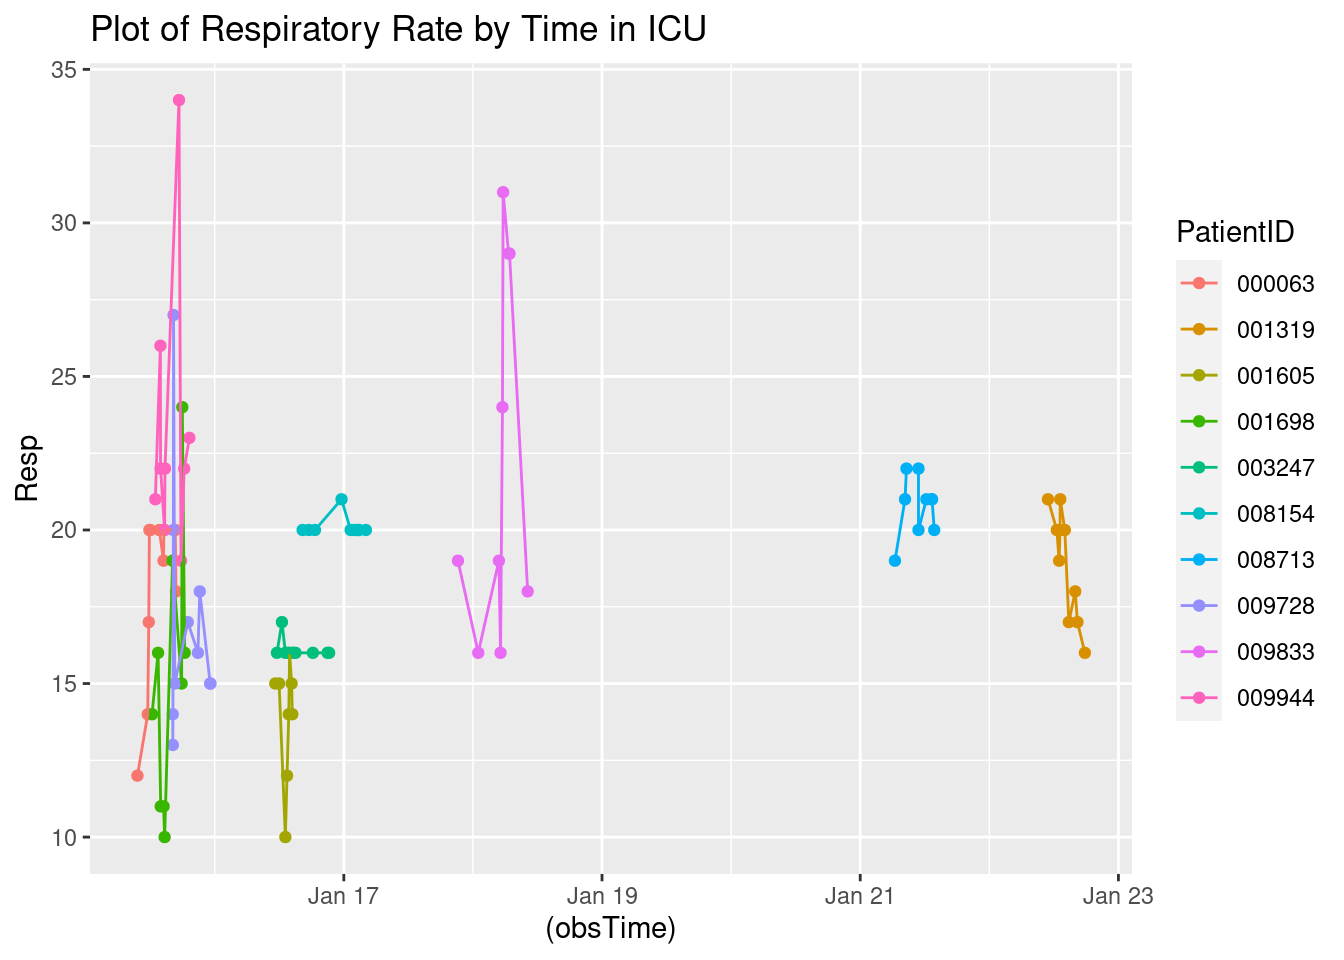 Plot of Respiratory Rate by Time in ICU
35
30
25
20
15
10
Resp
Jan 17
Jan 19
Jan 21
Jan 23
(obsTime)
PatientID
000063
001319
001605
001698
003247
008154
008713
009728
009833
009944